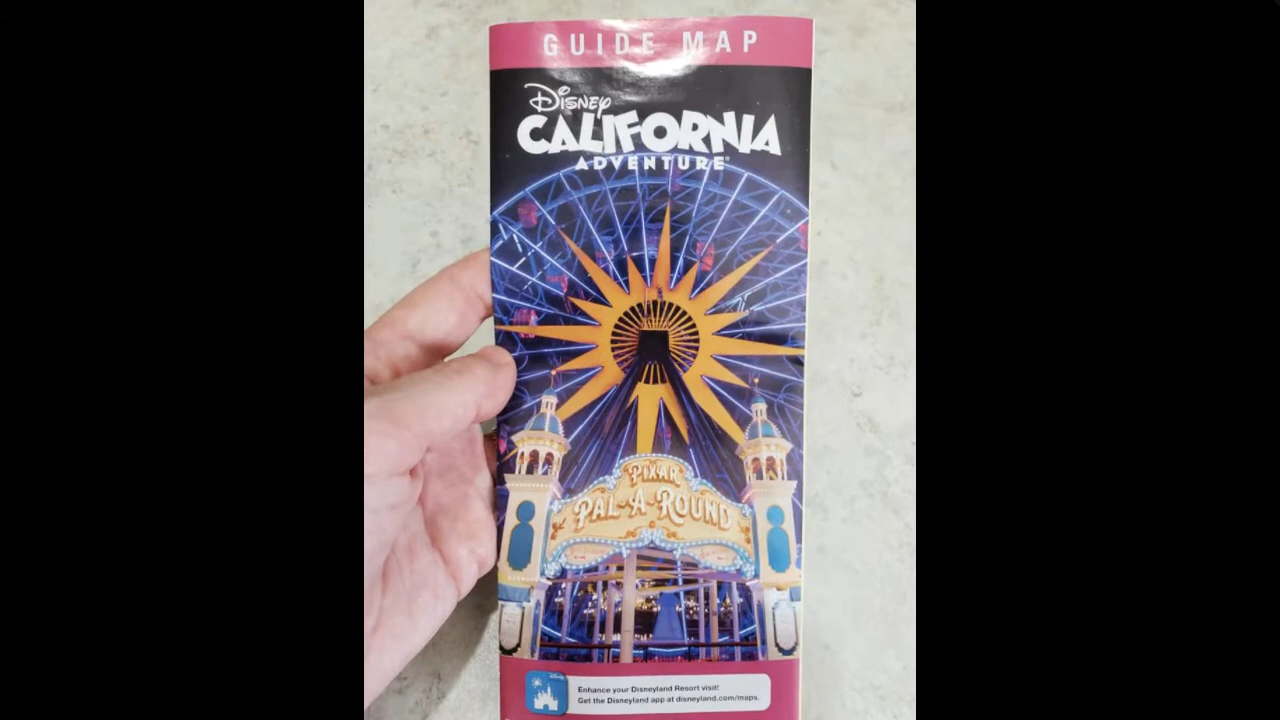 GUIDE MAP
Disney
CALIFORNIA
ADVENTURE®
PIXAR
PAL-A-ROUND
Disney
Enhance your Disneyland Resort visit!
Get the Disneyland app at disneyland.com/maps.